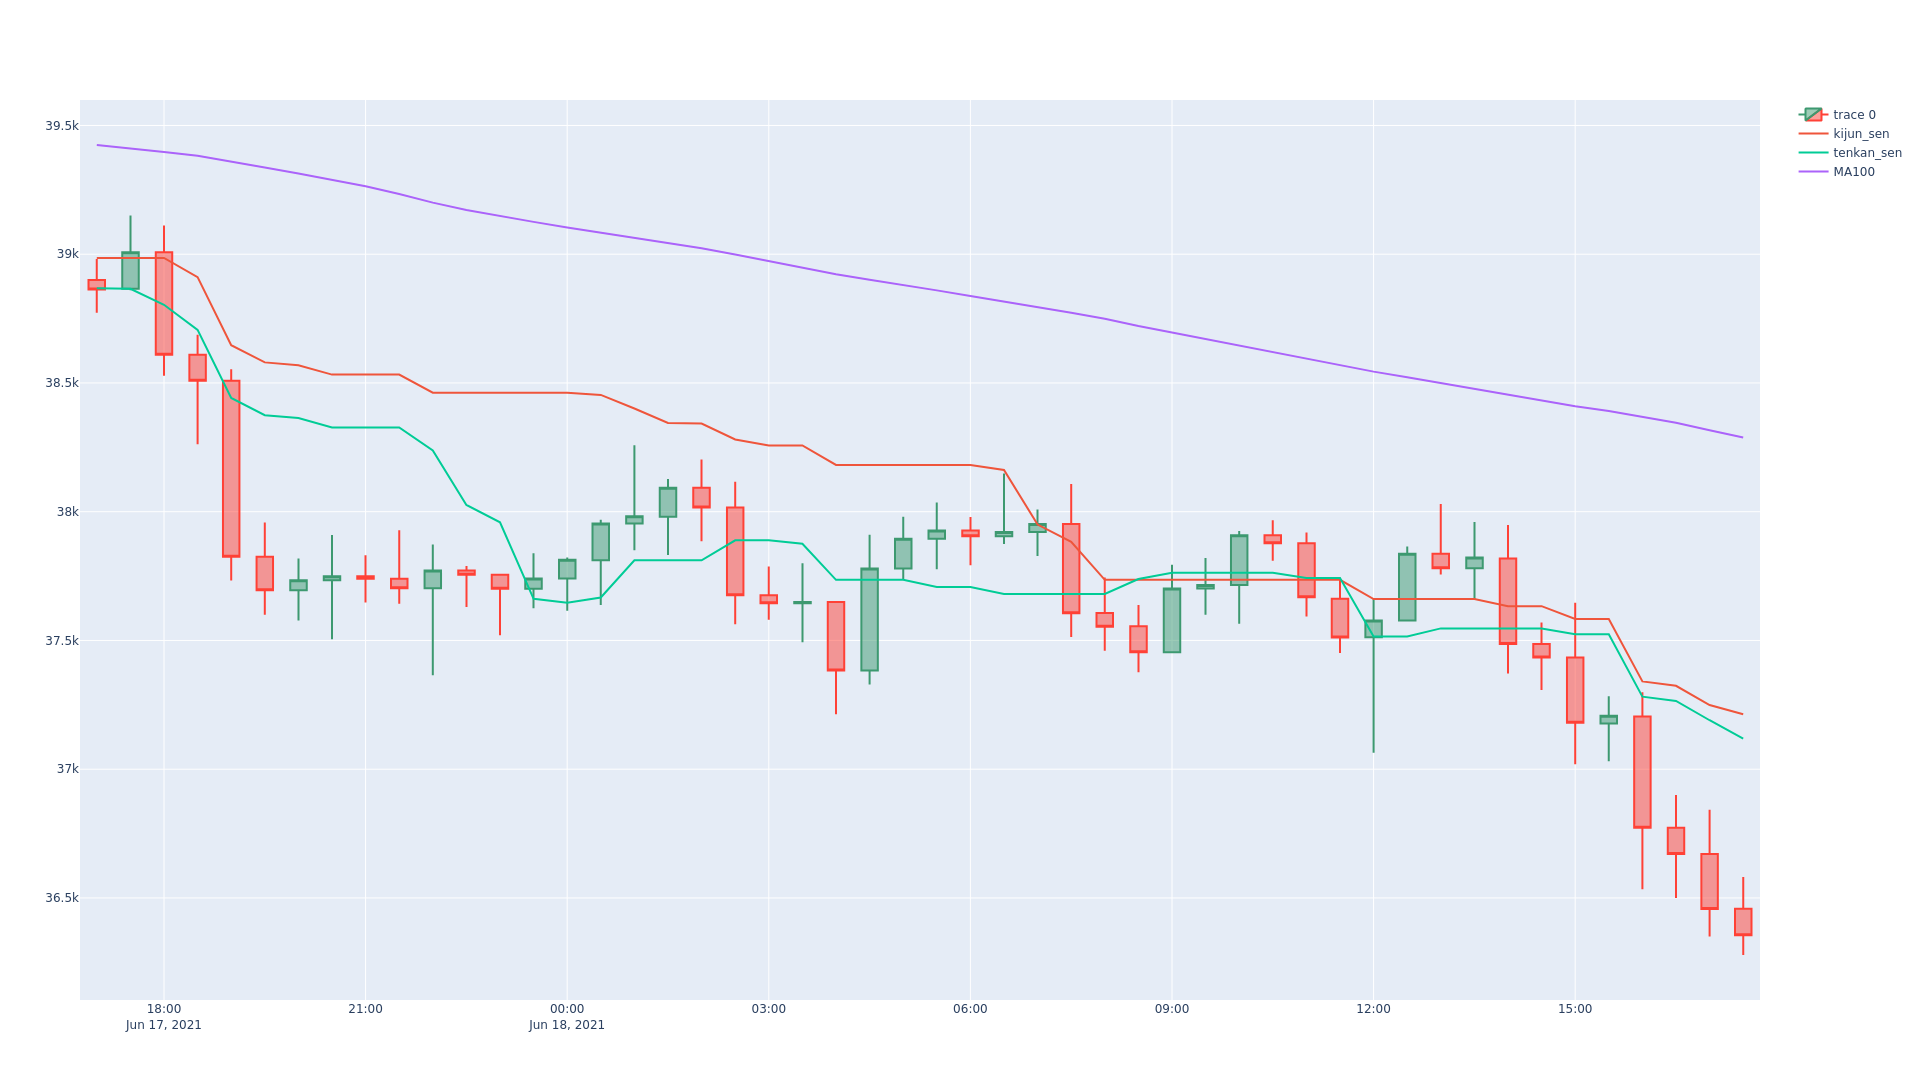 39.5k
39k
38.5k
38k
37.5k
37k
36.5k
18:00
Jun 17, 2021
21:00
00:00
Jun 18, 2021
03:00
06:00
09:00
12:00
15:00
trace 0
kijun_sen
tenkan_sen
MA100